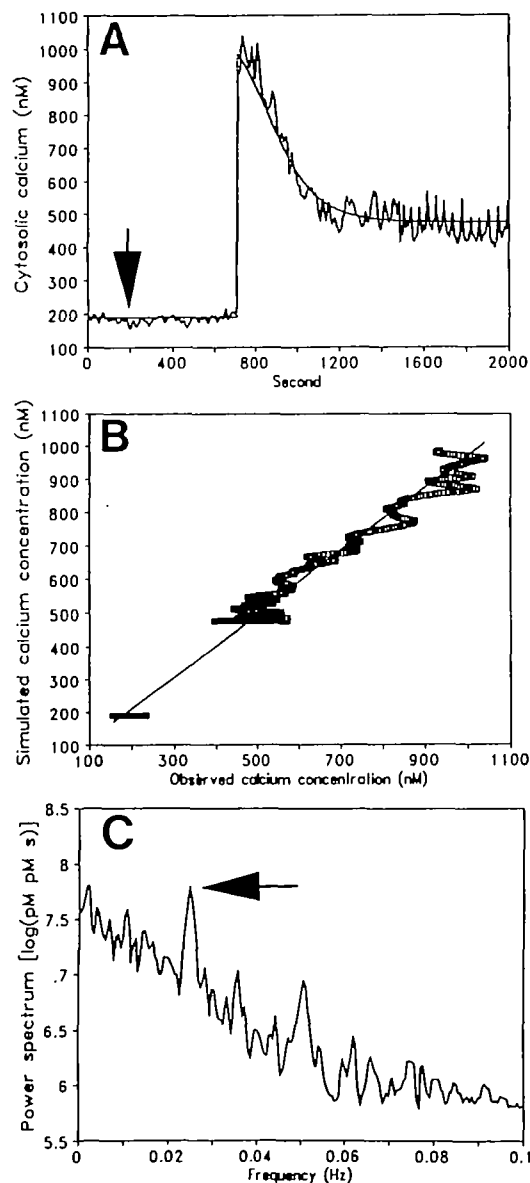 A
Cytosolic calcium (nM)
1100
1000
900
800
700
600
500
400
300
200
100
0 400 800 1200 1600 2000
Second
B
Simulated calcium concentration (nM)
1100
1000
900
800
700
600
500
400
300
200
100
100 300 500 700 900 1100
Observed calcium concentration (nM)
C
Power spectrum [log(pM pM s)]
8.5
8
7.5
.7
6.5
6
5.5
0 0.02 0.04 0.06 0.08 0.1
Frequency (Hz)